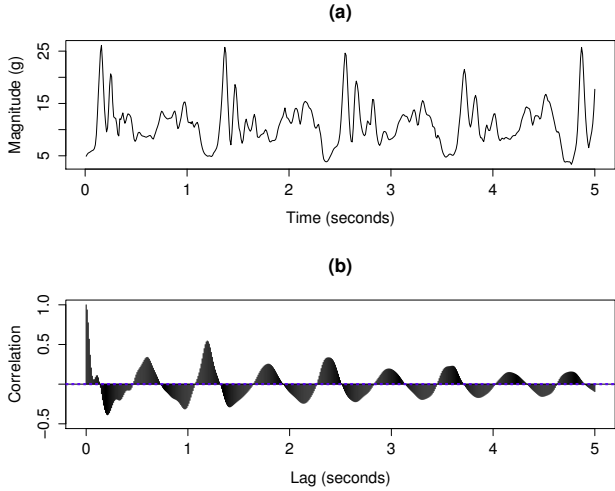 (a)
Magnitude (g)
25
15
5
0 1 2 3 4 5
Time (seconds)
(b)
Correlation
1.0
0.5
−0.5
0 1 2 3 4 5
Lag (seconds)